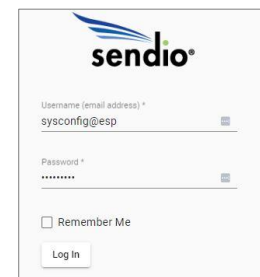 sendio®
Username (email address) *
sysconfig@esp
Password *
•••••••••
Remember Me
Log In